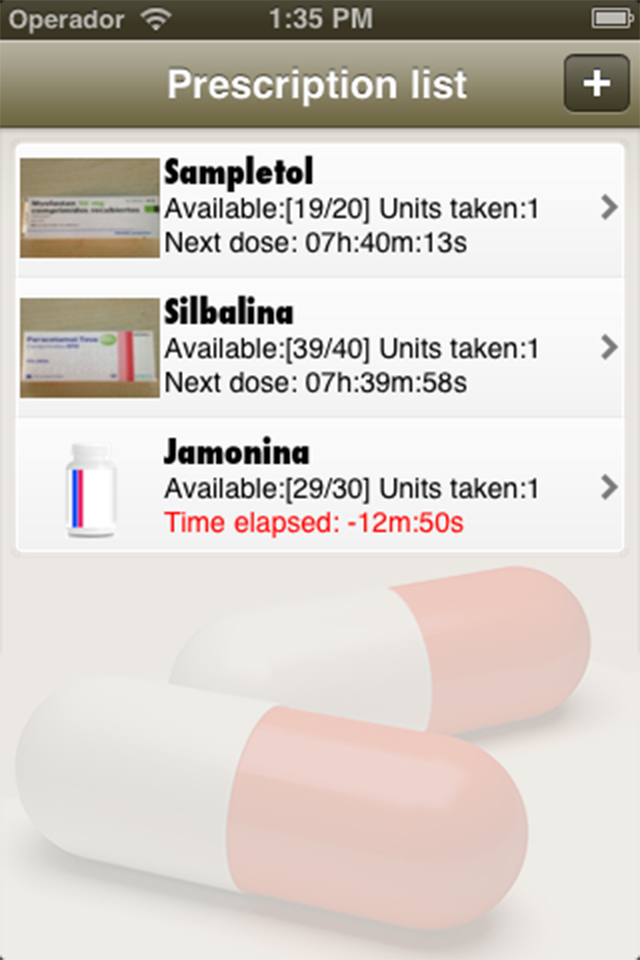 Operador 1:35 PM
Prescription list
+
Sampletol
Available:[19/20] Units taken:1
Next dose: 07h:40m:13s
Silbalina
Paracetamol Teva
Available:[39/40] Units taken:1
Next dose: 07h:39m:58s
Jamonina
Available:[29/30] Units taken:1
Time elapsed: -12m:50s